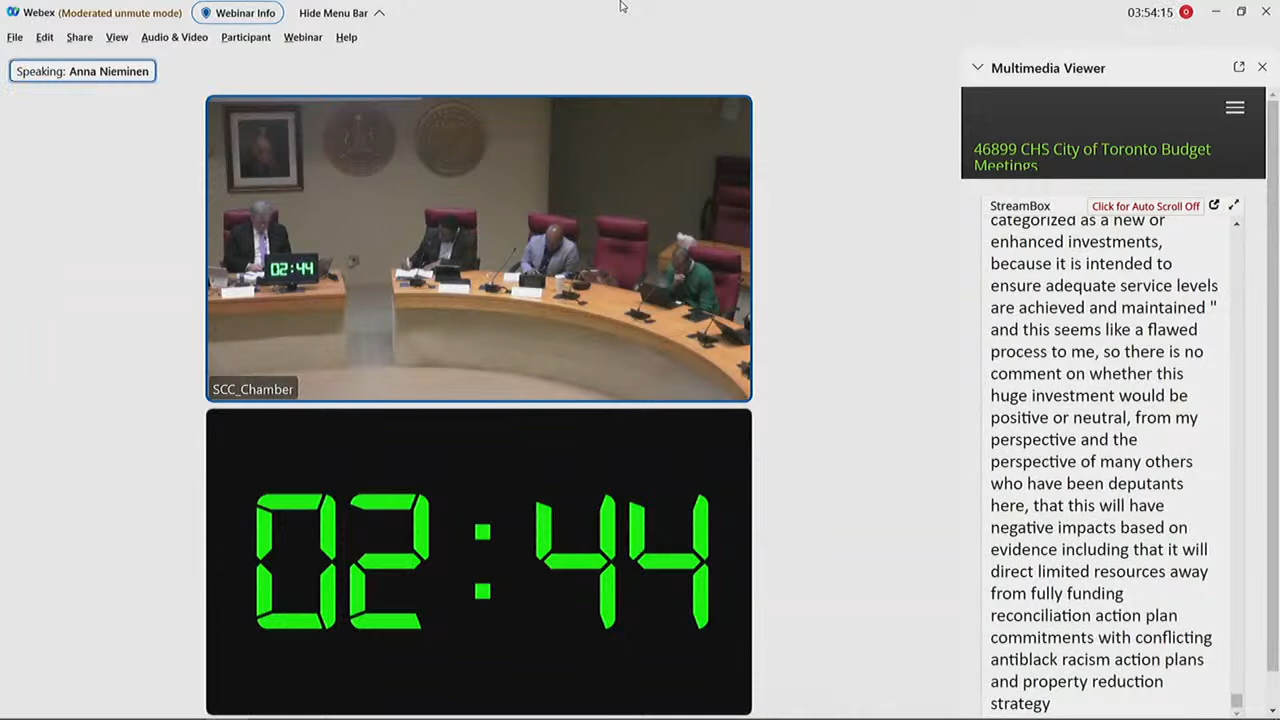 Webex (Moderated unmute mode) Webinar Info Hide Menu Bar 03:54:15
File Edit Share View Audio & Video Participant Webinar Help
Speaking: Anna Nieminen
02:44
SCC_Chamber
02:44
Multimedia Viewer
46899 CHS City of Toronto Budget
Meetings
StreamBox Click for Auto Scroll Off
categorized as a new or
enhanced investments,
because it is intended to
ensure adequate service levels
are achieved and maintained "
and this seems like a flawed
process to me, so there is no
comment on whether this
huge investment would be
positive or neutral, from my
perspective and the
perspective of many others
who have been deputants
here, that this will have
negative impacts based on
evidence including that it will
direct limited resources away
from fully funding
reconciliation action plan
commitments with conflicting
antiblack racism action plans
and property reduction
strategy